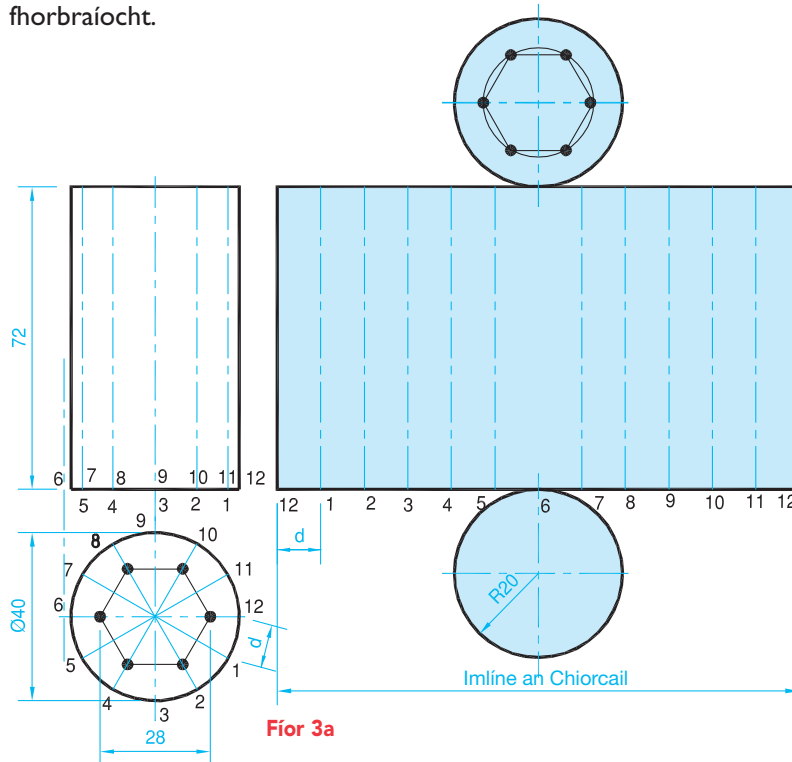 fhorbraíocht.
72
6 7 8 9 10 11 12
5 4 3 2 1
12 1 2 3 4 5 6 7 8 9 10 11 12
d
9
8 10
7 11
6 12
5 1
4 2
3
Ø40
d
28
R20
Imlíne an Chiorcail
Fíor 3a